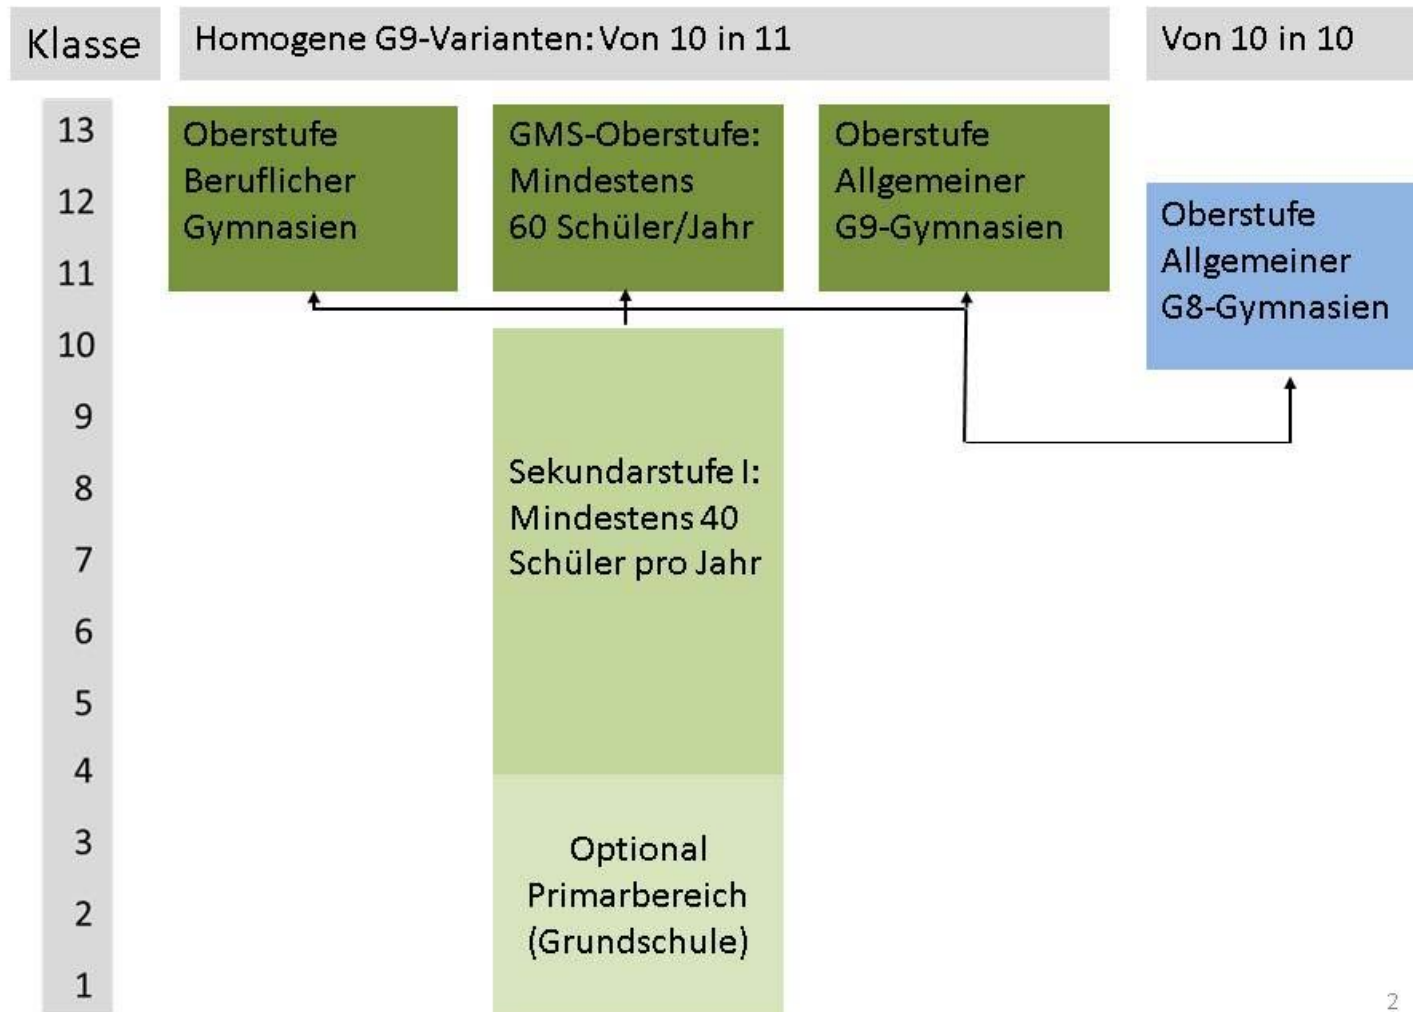 Klasse
Homogene G9-Varianten: Von 10 in 11
Von 10 in 10
13
12
11
10
9
8
7
6
5
4
3
2
1
Oberstufe
Beruflicher
Gymnasien
GMS-Oberstufe:
Mindestens
60 Schüler/Jahr
Oberstufe
Allgemeiner
G9-Gymnasien
Oberstufe
Allgemeiner
G8-Gymnasien
Sekundarstufe I:
Mindestens 40
Schüler pro Jahr
Optional
Primarbereich
(Grundschule)
2